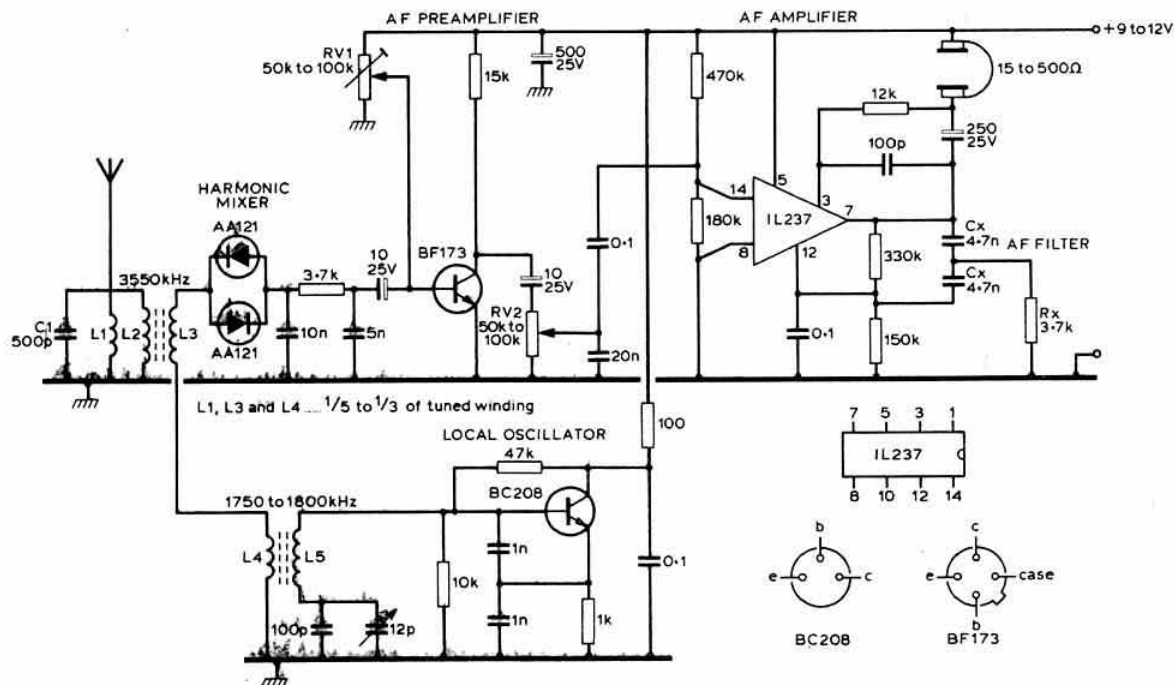 AF PREAMPLIFIER
AF AMPLIFIER
+9 to 12V
RV1
50k to 100k
15k
500
25V
470k
15 to 500Ω
12k
100p
250
25V
HARMONIC
MIXER
AA121
3550kHz
C1
500p
L1
L2
L3
AA121
3·7k
10n
5n
10
25V
BF173
10
25V
RV2
50k to
100k
0·1
20n
14
180k
8
IL237
5
3
7
12
0·1
330k
150k
Cx
4·7n
Cx
4·7n
AF FILTER
Rx
3·7k
L1, L3 and L4 .... 1/5 to 1/3 of tuned winding
100
LOCAL OSCILLATOR
47k
BC208
1750 to 1800kHz
L4
L5
100p
12p
10k
1n
1n
1k
0·1
7 5 3 1
IL237
8 10 12 14
b
e
c
BC208
c
e
case
b
BF173